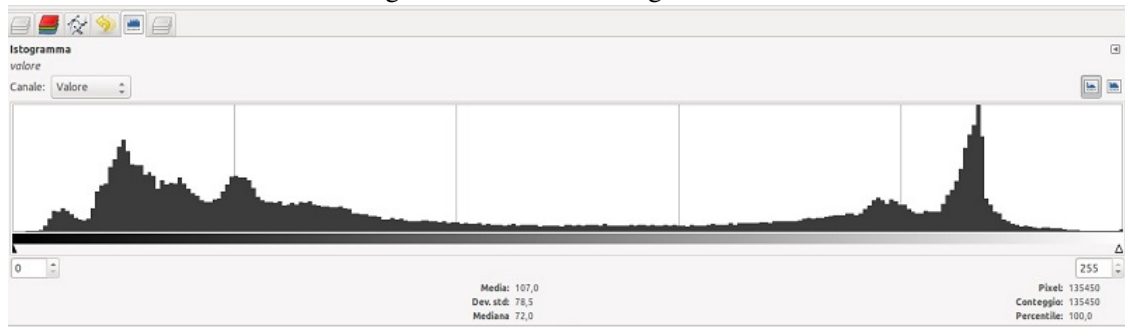 Istogramma
valore
Canale: Valore
0 255
Media: 107,0 Pixel: 135450
Dev. std: 78,5 Conteggio: 135450
Mediana 72,0 Percentile: 100,0